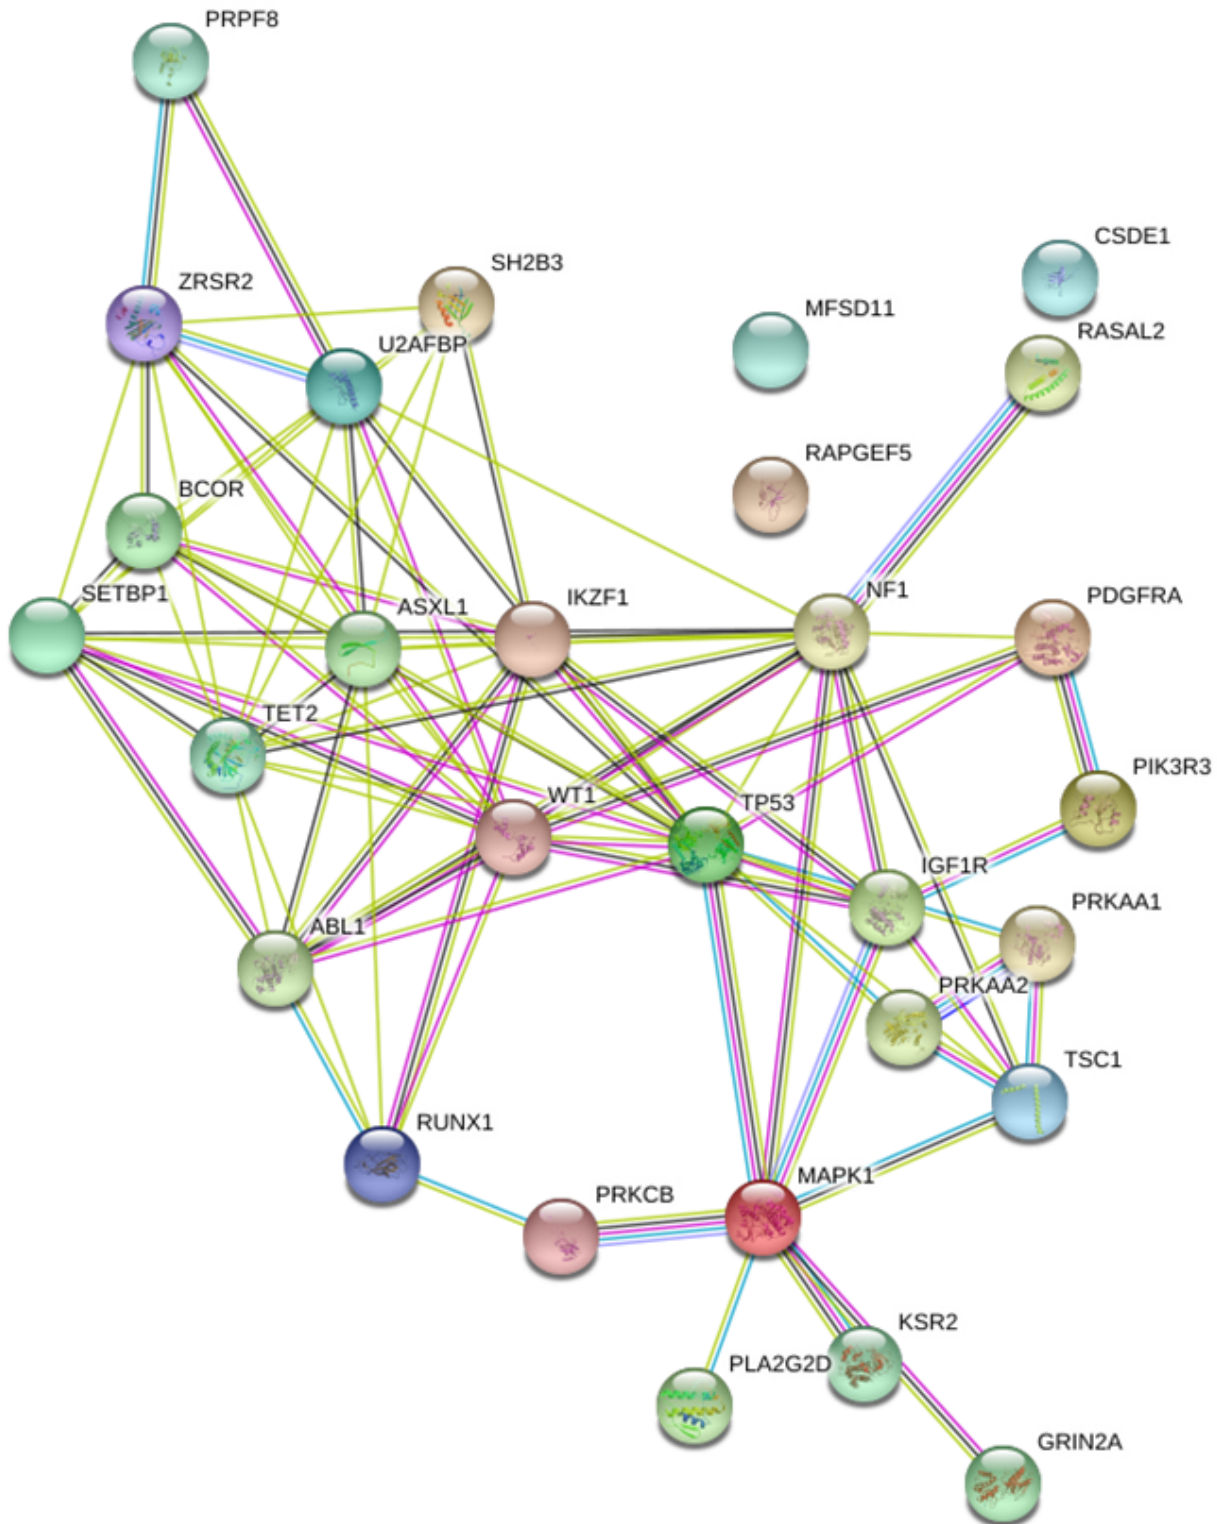 PRPF8
CSDE1
SH2B3
ZRSR2
MFSD11
RASAL2
U2AFBP
RAPGEF5
BCOR
NF1
SETBP1
PDGFRA
IKZF1
ASXL1
TET2
PIK3R3
WT1
TP53
IGF1R
PRKAA1
ABL1
PRKAA2
TSC1
RUNX1
MAPK1
PRKCB
KSR2
PLA2G2D
GRIN2A